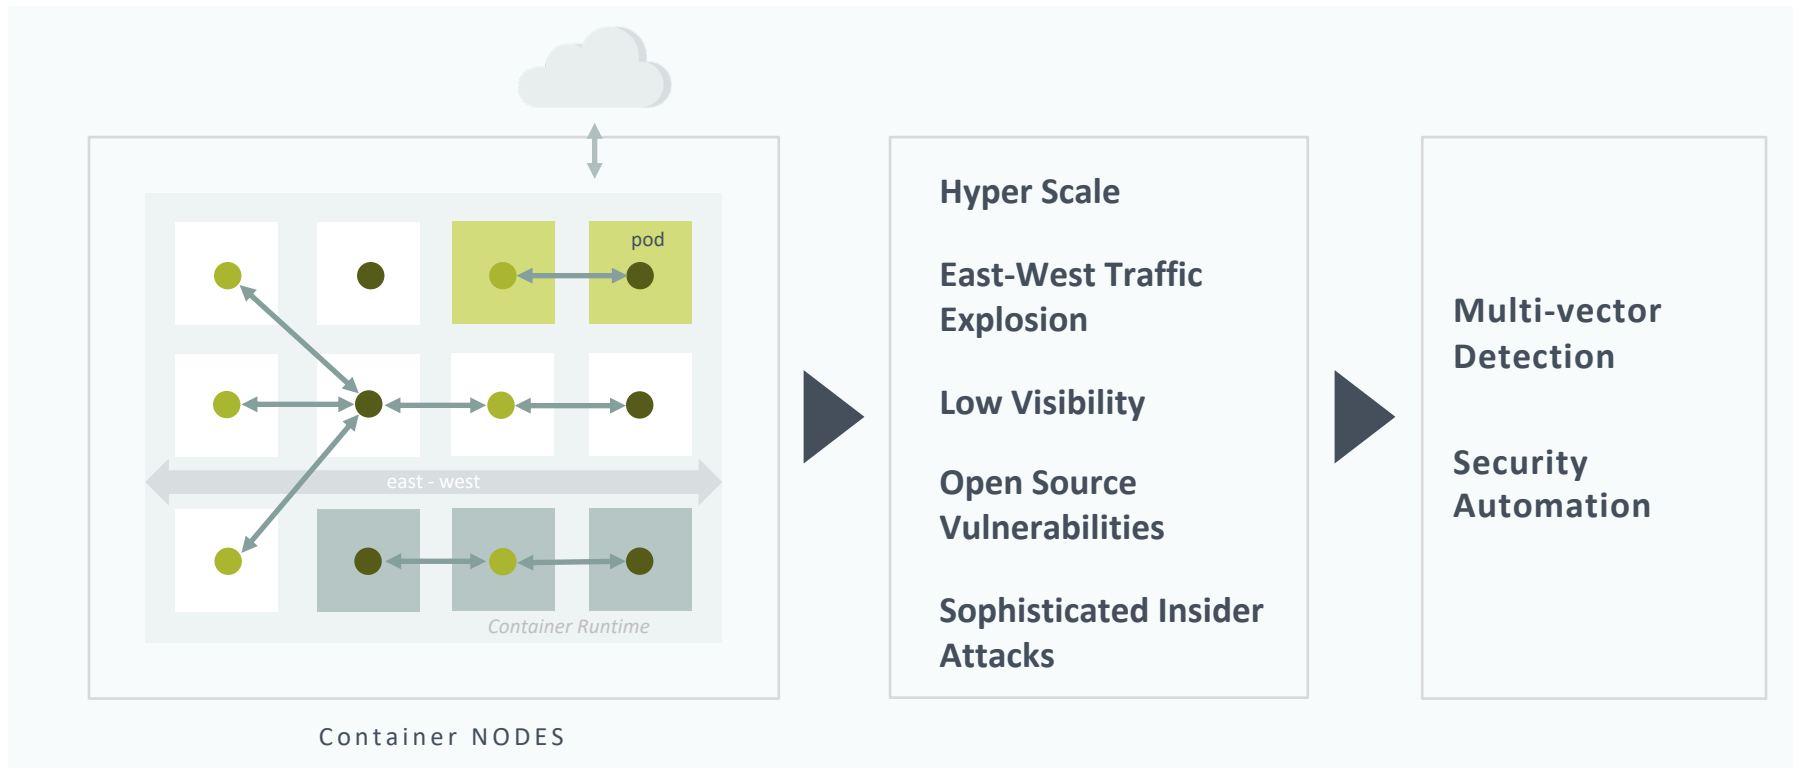 pod
east - west
Container Runtime
Container NODES
Hyper Scale
East-West Traffic
Explosion
Low Visibility
Open Source
Vulnerabilities
Sophisticated Insider
Attacks
Multi-vector
Detection
Security
Automation